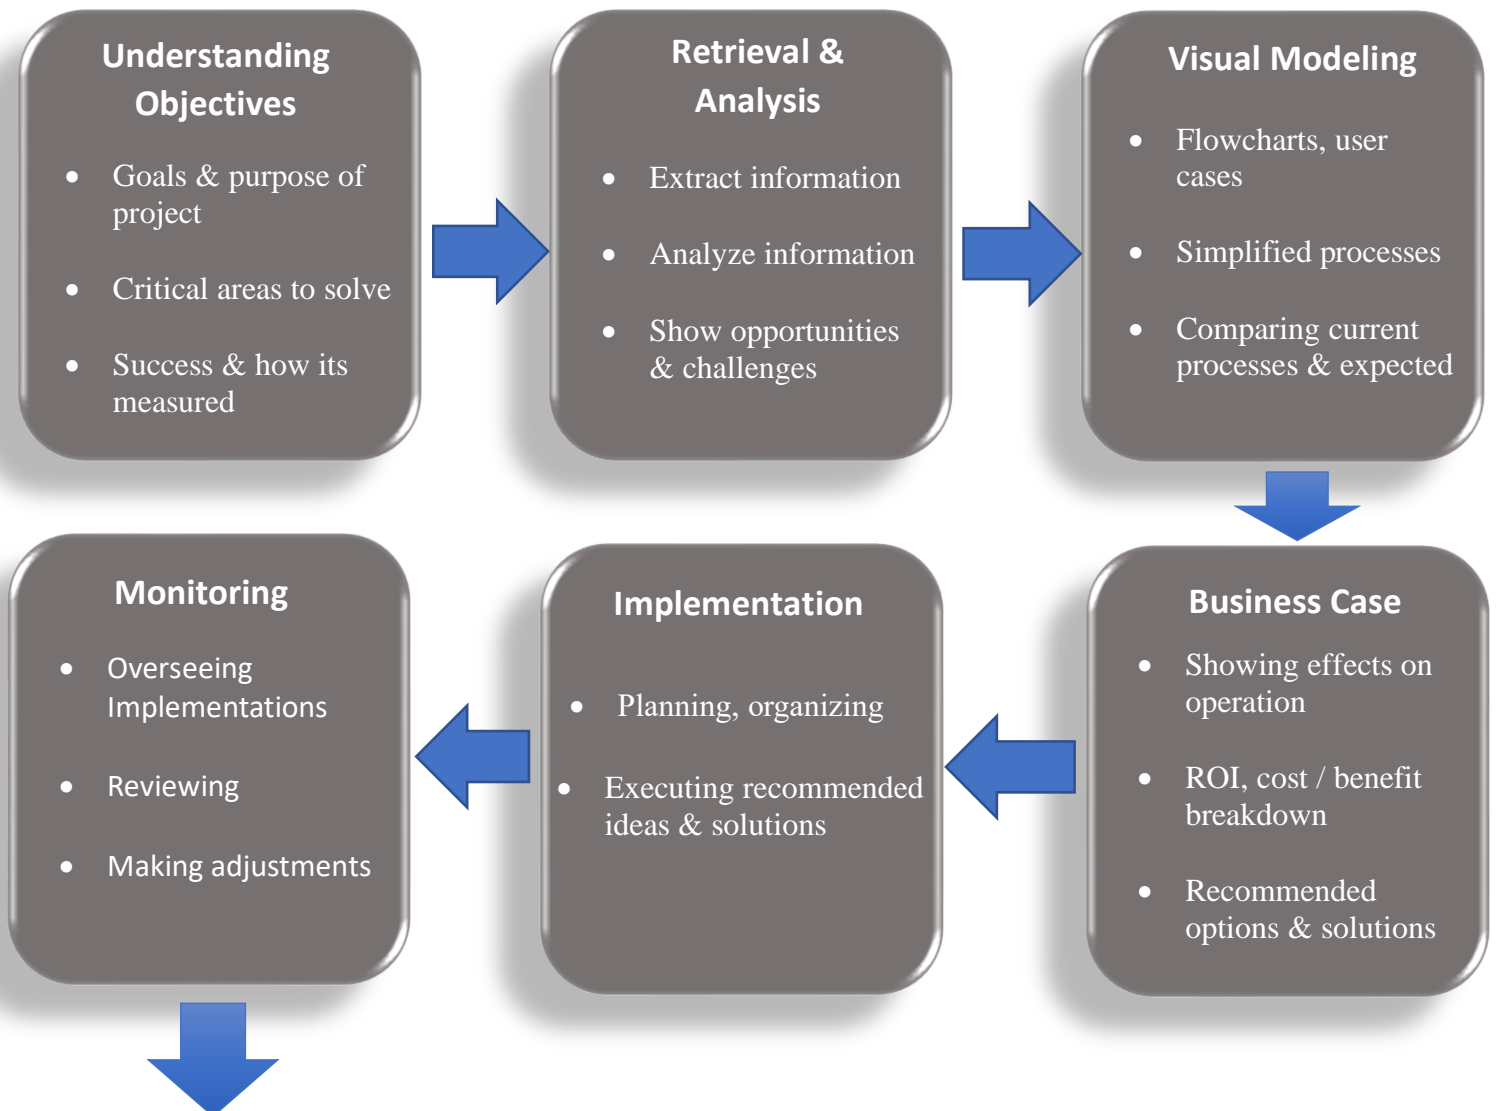 Understanding
Objectives
• Goals & purpose of
project
• Critical areas to solve
• Success & how its
measured
Retrieval &
Analysis
• Extract information
• Analyze information
• Show opportunities
& challenges
Visual Modeling
• Flowcharts, user
cases
• Simplified processes
• Comparing current
processes & expected
Business Case
• Showing effects on
operation
• ROI, cost / benefit
breakdown
• Recommended
options & solutions
Implementation
• Planning, organizing
• Executing recommended
ideas & solutions
Monitoring
• Overseeing
Implementations
• Reviewing
• Making adjustments